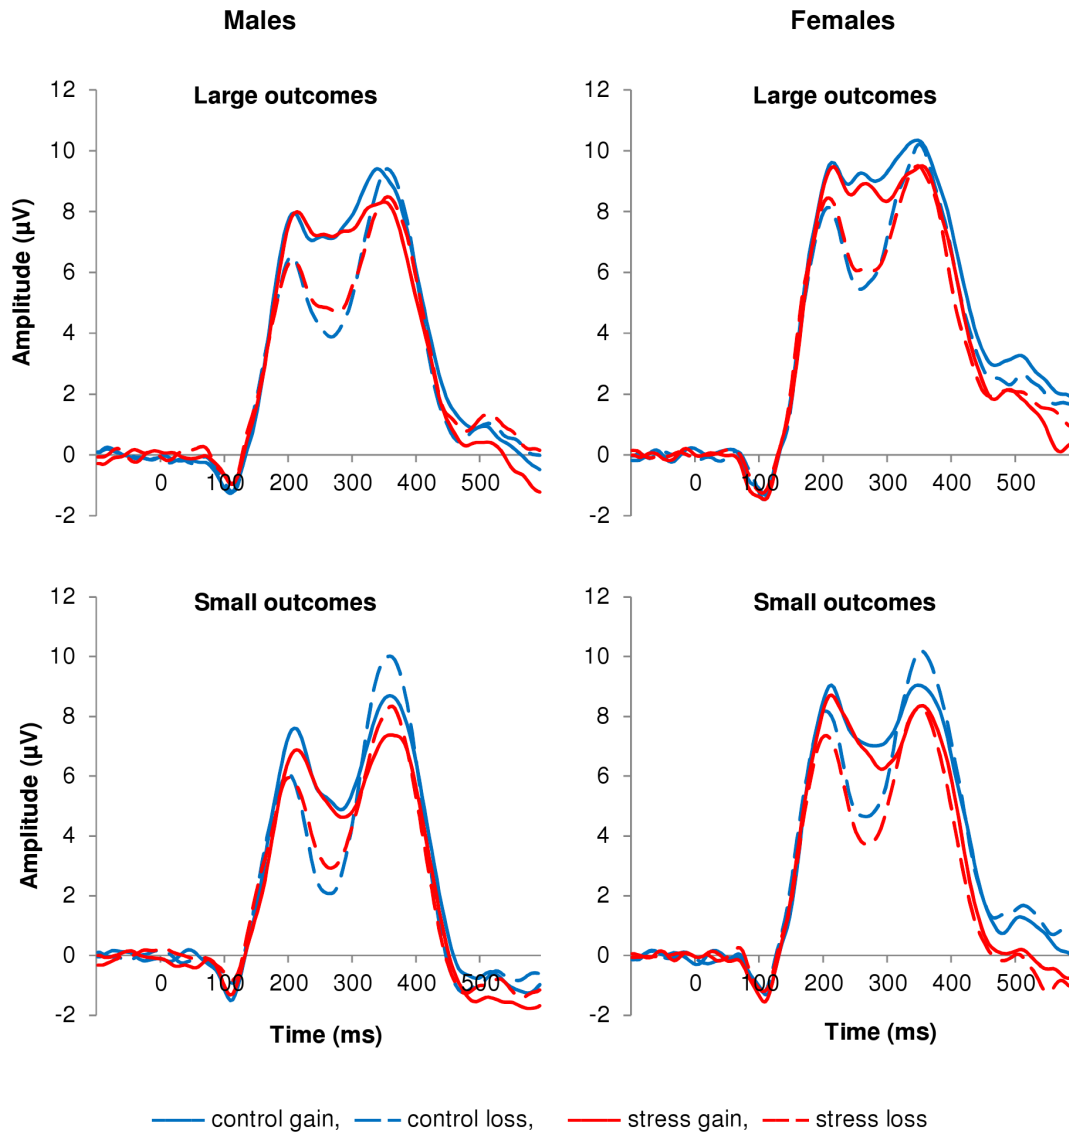 Males
Females
Large outcomes
Amplitude (µV)
12
10
8
6
4
2
0
-2
0 100 200 300 400 500
Large outcomes
12
10
8
6
4
2
0
-2
0 100 200 300 400 500
Small outcomes
Amplitude (µV)
12
10
8
6
4
2
0
-2
0 100 200 300 400 500
Time (ms)
Small outcomes
12
10
8
6
4
2
0
-2
0 100 200 300 400 500
Time (ms)
control gain, control loss, stress gain, stress loss